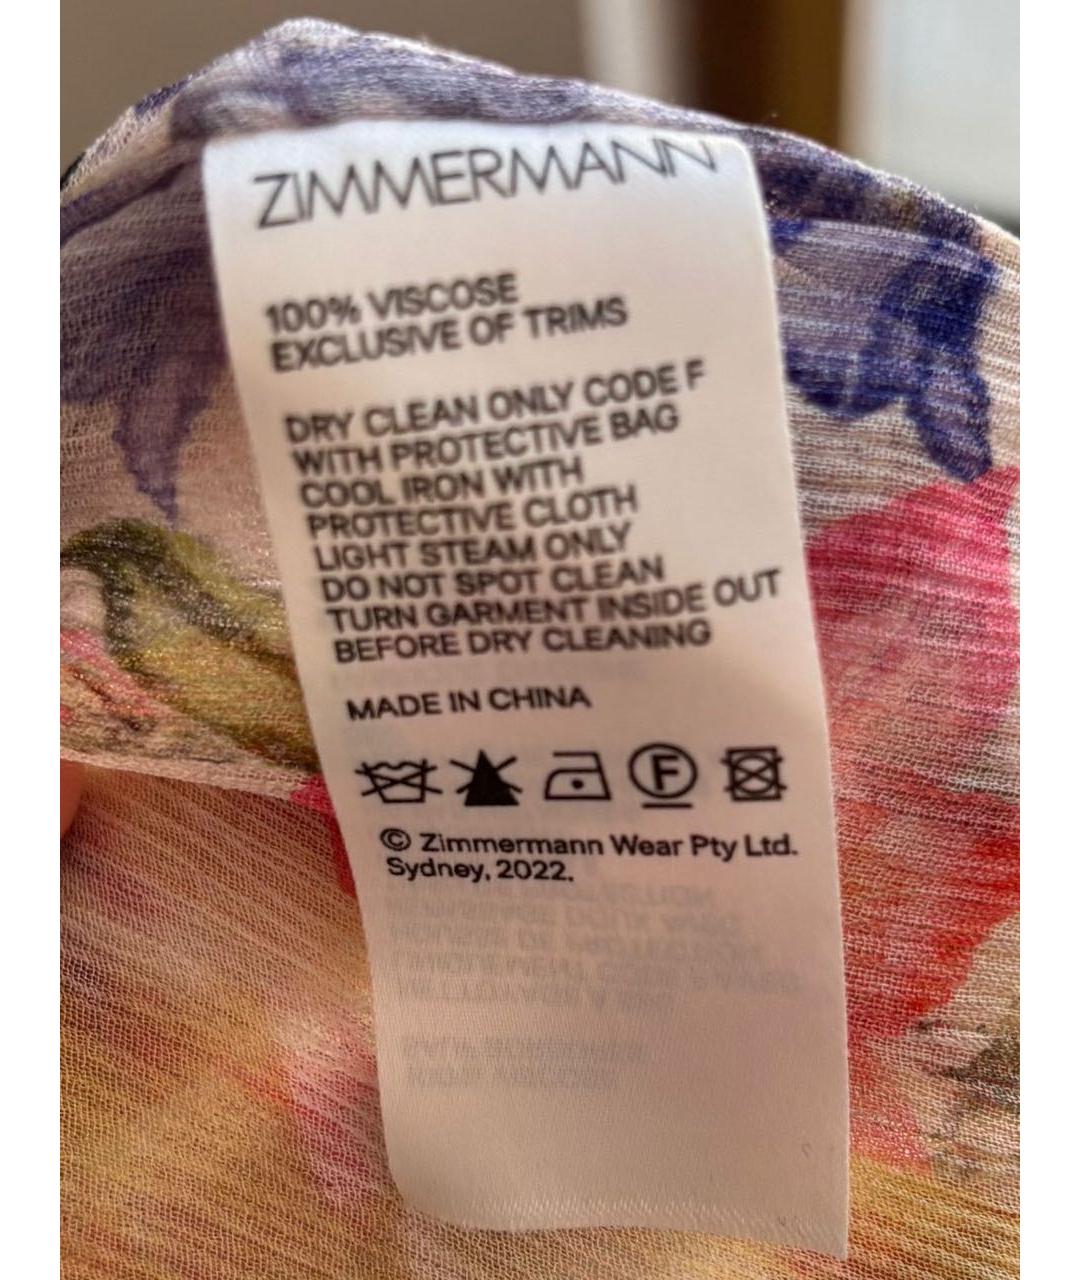 ZIMMERMANN
100% VISCOSE
EXCLUSIVE OF TRIMS
DRY CLEAN ONLY CODE F
WITH PROTECTIVE BAG
COOL IRON WITH
PROTECTIVE CLOTH
LIGHT STEAM ONLY
DO NOT SPOT CLEAN
TURN GARMENT INSIDE OUT
BEFORE DRY CLEANING
MADE IN CHINA
F
© Zimmermann Wear Pty Ltd.
Sydney, 2022.